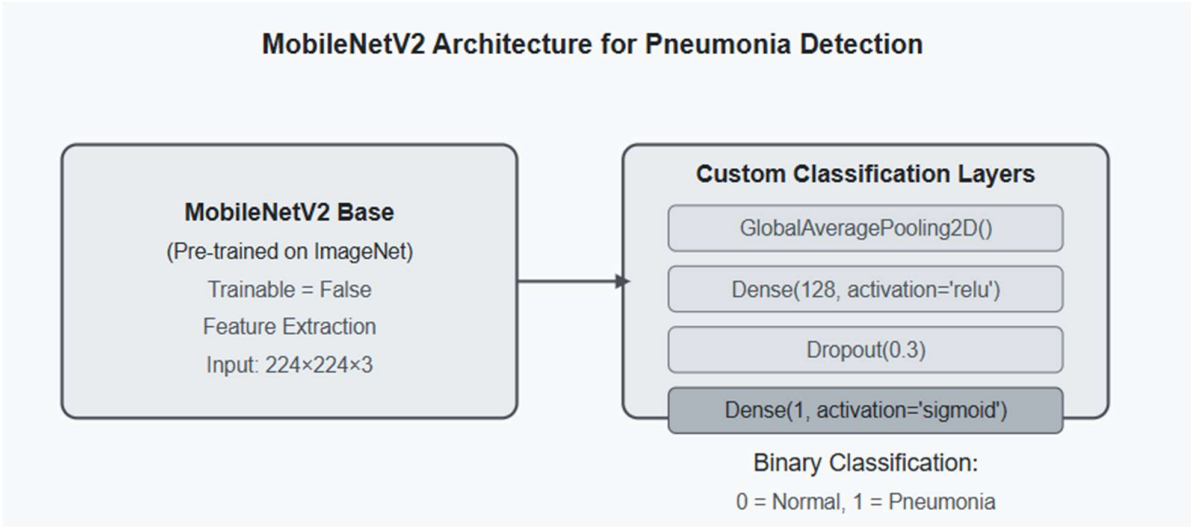 MobileNetV2 Architecture for Pneumonia Detection
MobileNetV2 Base
(Pre-trained on ImageNet)
Trainable = False
Feature Extraction
Input: 224×224×3
Custom Classification Layers
GlobalAveragePooling2D()
Dense(128, activation='relu')
Dropout(0.3)
Dense(1, activation='sigmoid')
Binary Classification:
0 = Normal, 1 = Pneumonia